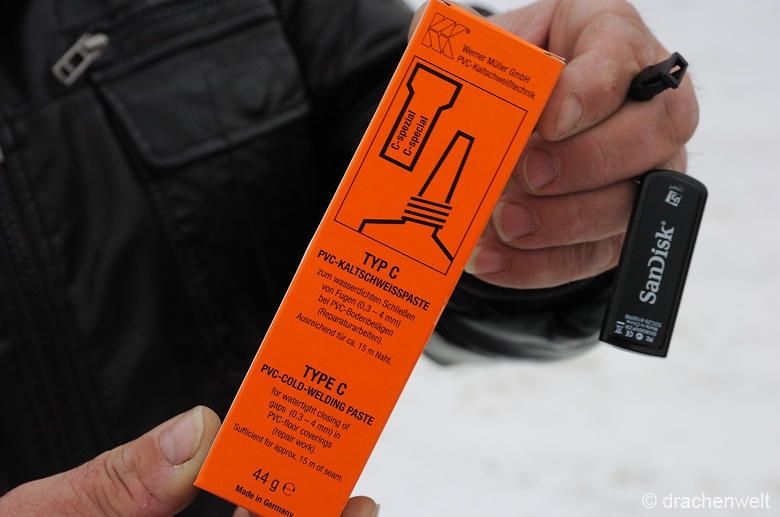 Werner Müller GmbH
PVC-Kaltschweißtechnik
C-spezial
C-special
TYP C
PVC-KALTSCHWEISSPASTE
zum wasserdichten Schließen
von Fugen (0,3 – 4 mm)
bei PVC-Bodenbelägen
(Reparaturarbeiten).
Ausreichend für ca. 15 m Naht.
TYPE C
PVC-COLD-WELDING PASTE
for watertight closing of
gaps (0.3 – 4 mm) in
PVC-floor coverings
(repair work).
Sufficient for approx. 15 m of seam.
44 g ℮
Made in Germany
SanDisk®
© drachenwelt